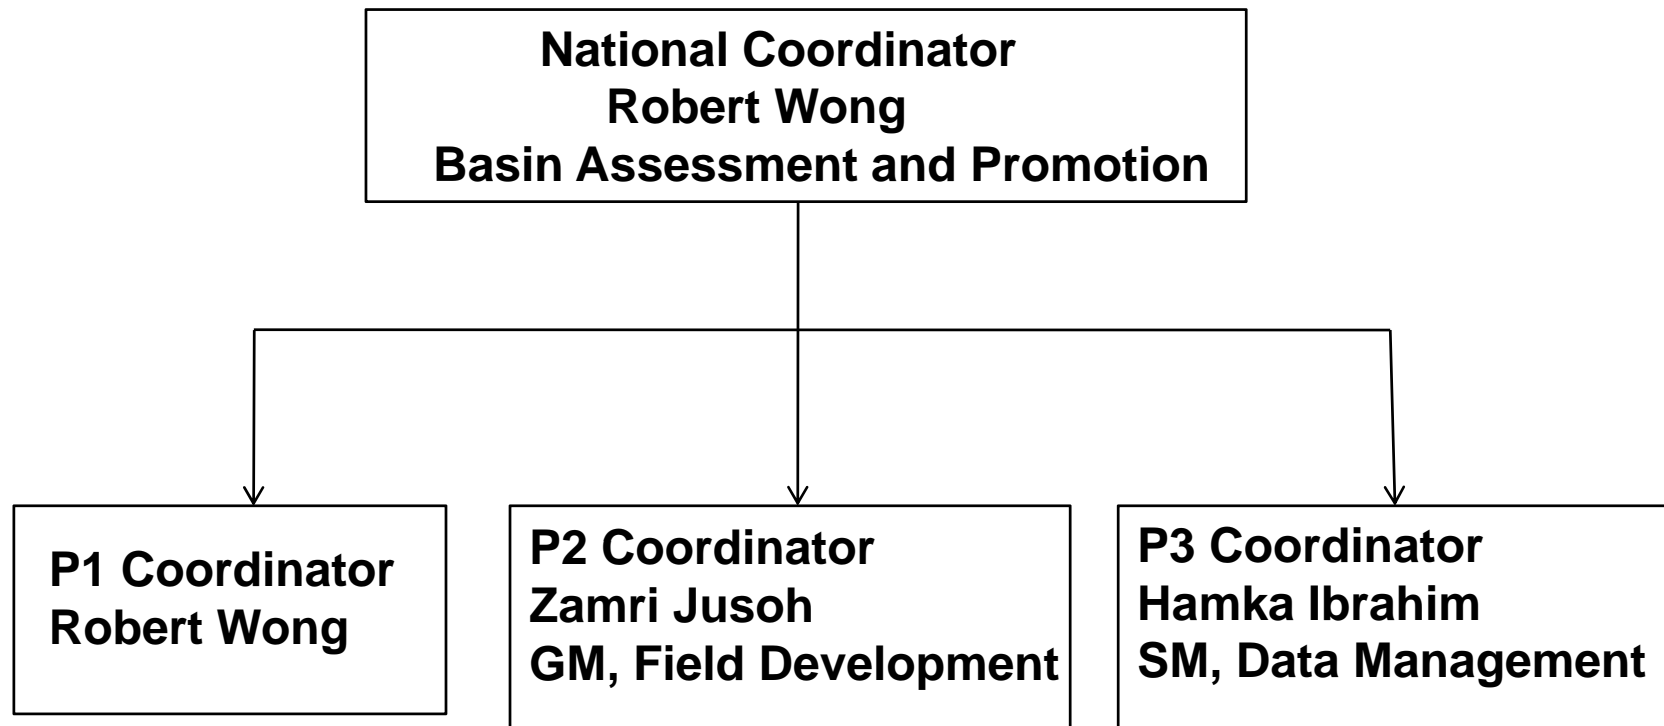 National Coordinator
Robert Wong
Basin Assessment and Promotion
P1 Coordinator
Robert Wong
P2 Coordinator
Zamri Jusoh
GM, Field Development
P3 Coordinator
Hamka Ibrahim
SM, Data Management